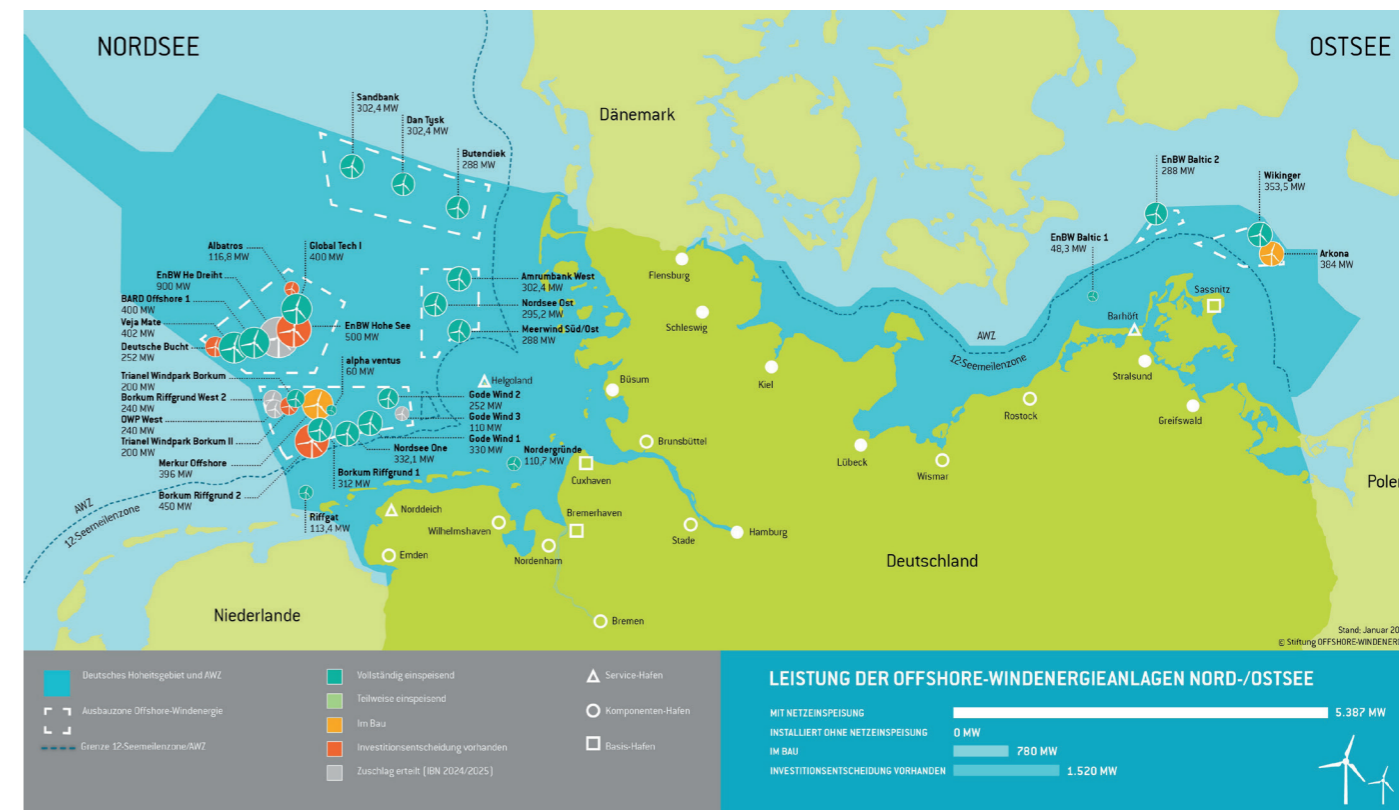 NORDSEE
OSTSEE
Sandbank
302,4 MW
Dan Tysk
302,4 MW
Dänemark
Butendiek
288 MW
EnBW Baltic 2
288 MW
Wikinger
353,5 MW
Albatros
116,8 MW
Global Tech I
400 MW
EnBW Baltic 1
48,3 MW
Arkona
384 MW
EnBW He Dreiht
900 MW
BARD Offshore 1
400 MW
Veja Mate
402 MW
Deutsche Bucht
252 MW
EnBW Hohe See
500 MW
Amrumbank West
302,4 MW
Nordsee Ost
295,2 MW
Meerwind Süd/Ost
288 MW
Flensburg
Schleswig
Sassnitz
Barhöft
AWZ
12-Seemeilenzone
alpha ventus
60 MW
Trianel Windpark Borkum
200 MW
Borkum Riffgrund West 2
240 MW
OWP West
240 MW
Trianel Windpark Borkum II
200 MW
Merkur Offshore
396 MW
Borkum Riffgrund 2
450 MW
Helgoland
Büsum
Kiel
Stralsund
Gode Wind 2
252 MW
Gode Wind 3
110 MW
Gode Wind 1
330 MW
Nordsee One
332,1 MW
Borkum Riffgrund 1
312 MW
Nordergründe
110,7 MW
Rostock
Greifswald
Brunsbüttel
Lübeck
Wismar
Cuxhaven
Polen
AWZ
12-Seemeilenzone
Riffgat
113,4 MW
Norddeich
Wilhelmshaven
Bremerhaven
Emden
Nordenham
Stade
Hamburg
Deutschland
Niederlande
Bremen
Stand: Januar 20
© Stiftung OFFSHORE-WINDENERG
Deutsches Hoheitsgebiet und AWZ
Ausbauzone Offshore-Windenergie
Grenze 12-Seemeilenzone/AWZ
Vollständig einspeisend
Teilweise einspeisend
Im Bau
Investitionsentscheidung vorhanden
Zuschlag erteilt [IBN 2024/2025]
Service-Hafen
Komponenten-Hafen
Basis-Hafen
LEISTUNG DER OFFSHORE-WINDENERGIEANLAGEN NORD-/OSTSEE
MIT NETZEINSPEISUNG 5.387 MW
INSTALLIERT OHNE NETZEINSPEISUNG 0 MW
IM BAU 780 MW
INVESTITIONSENTSCHEIDUNG VORHANDEN 1.520 MW